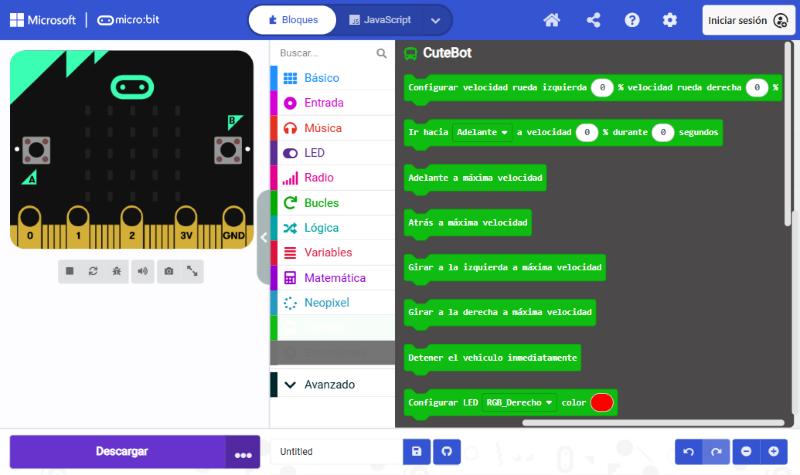 Microsoft
micro:bit
Bloques
JavaScript
Iniciar sesión
B
A
0
1
2
3V
GND
Buscar...
Básico
Entrada
Música
LED
Radio
Bucles
Lógica
Variables
Matemática
Neopixel
Avanzado
CuteBot
Configurar velocidad rueda izquierda 0 % velocidad rueda derecha 0 %
Ir hacia Adelante a velocidad 0 % durante 0 segundos
Adelante a máxima velocidad
Atrás a máxima velocidad
Girar a la izquierda a máxima velocidad
Girar a la derecha a máxima velocidad
Detener el vehiculo inmediatamente
Configurar LED RGB_Derecho color
Descargar
Untitled